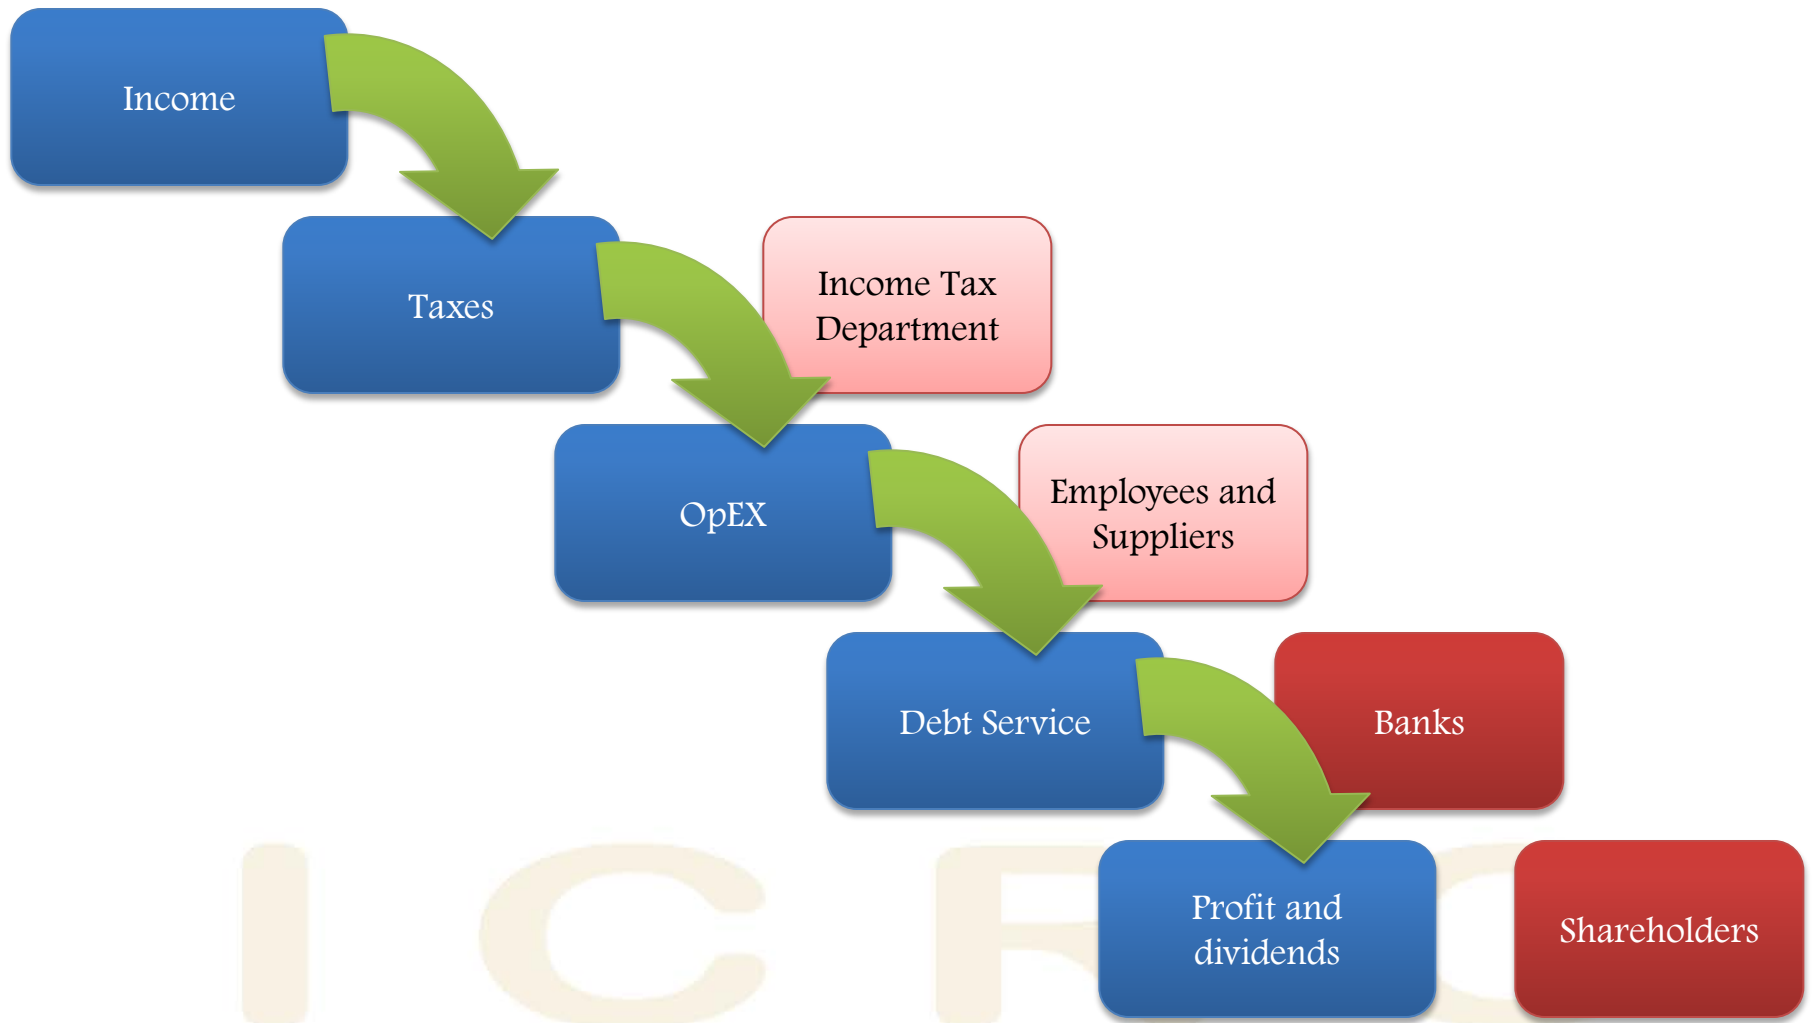 Income
Taxes
Income Tax
Department
OpEX
Employees and
Suppliers
Debt Service
Banks
Profit and
dividends
Shareholders
I C R C